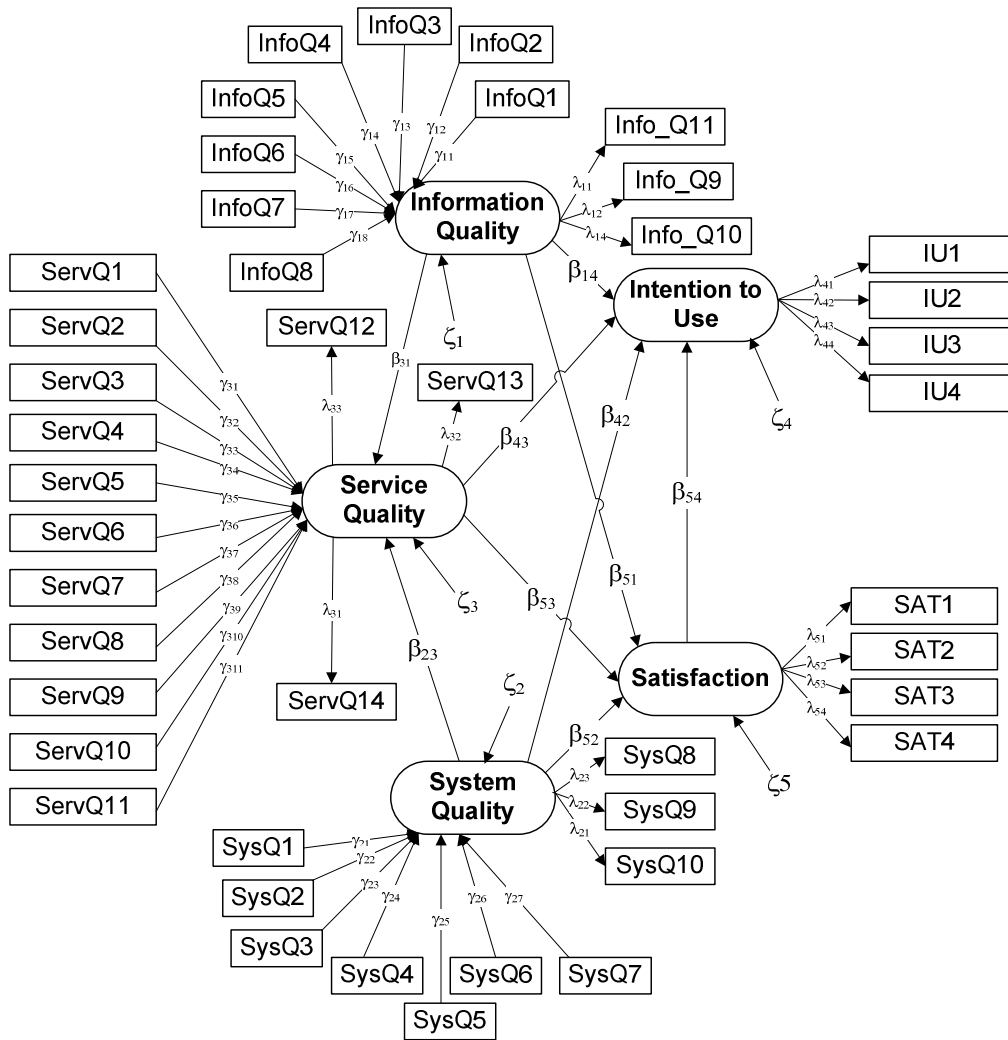 InfoQ3
InfoQ4
InfoQ2
InfoQ5
InfoQ1
InfoQ6
InfoQ7
InfoQ8
γ₁₄
γ₁₃
γ₁₂
γ₁₁
γ₁₅
γ₁₆
γ₁₇
γ₁₈
Information
Quality
λ₁₁
λ₁₂
λ₁₄
Info_Q11
Info_Q9
Info_Q10
β₁₄
ζ₁
Intention to
Use
λ₄₁
λ₄₂
λ₄₃
λ₄₄
IU1
IU2
IU3
IU4
ζ₄
ServQ1
ServQ2
ServQ3
ServQ4
ServQ5
ServQ6
ServQ7
ServQ8
ServQ9
ServQ10
ServQ11
γ₃₁
γ₃₂
γ₃₃
γ₃₄
γ₃₅
γ₃₆
γ₃₇
γ₃₈
γ₃₉
γ₃₁₀
γ₃₁₁
ServQ12
λ₃₃
β₃₁
ServQ13
λ₃₂
β₄₃
β₄₂
Service
Quality
β₅₄
λ₃₁
ζ₃
β₅₃
β₅₁
β₂₃
ServQ14
ζ₂
Satisfaction
λ₅₁
λ₅₂
λ₅₃
λ₅₄
SAT1
SAT2
SAT3
SAT4
ζ5
β₅₂
System
Quality
λ₂₃
λ₂₂
λ₂₁
SysQ8
SysQ9
SysQ10
SysQ1
SysQ2
SysQ3
SysQ4
SysQ5
SysQ6
SysQ7
γ₂₁
γ₂₂
γ₂₃
γ₂₄
γ₂₅
γ₂₆
γ₂₇